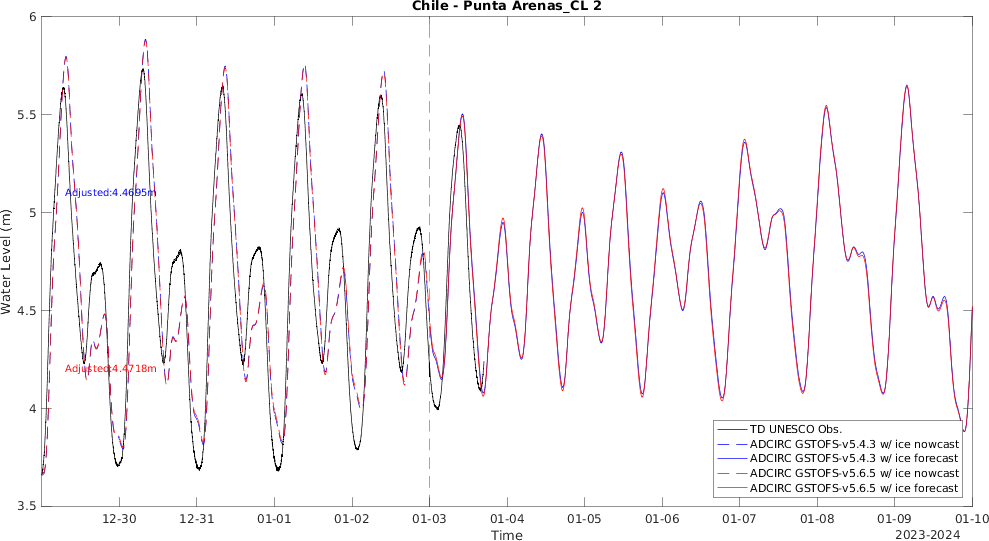 Chile - Punta Arenas_CL 2
6
5.5
5
4.5
4
3.5
Water Level (m)
Adjusted:4.4695m
Adjusted:4.4718m
TD UNESCO Obs.
ADCIRC GSTOFS-v5.4.3 w/ ice nowcast
ADCIRC GSTOFS-v5.4.3 w/ ice forecast
ADCIRC GSTOFS-v5.6.5 w/ ice nowcast
ADCIRC GSTOFS-v5.6.5 w/ ice forecast
12-30 12-31 01-01 01-02 01-03 01-04 01-05 01-06 01-07 01-08 01-09 01-10
Time
2023-2024